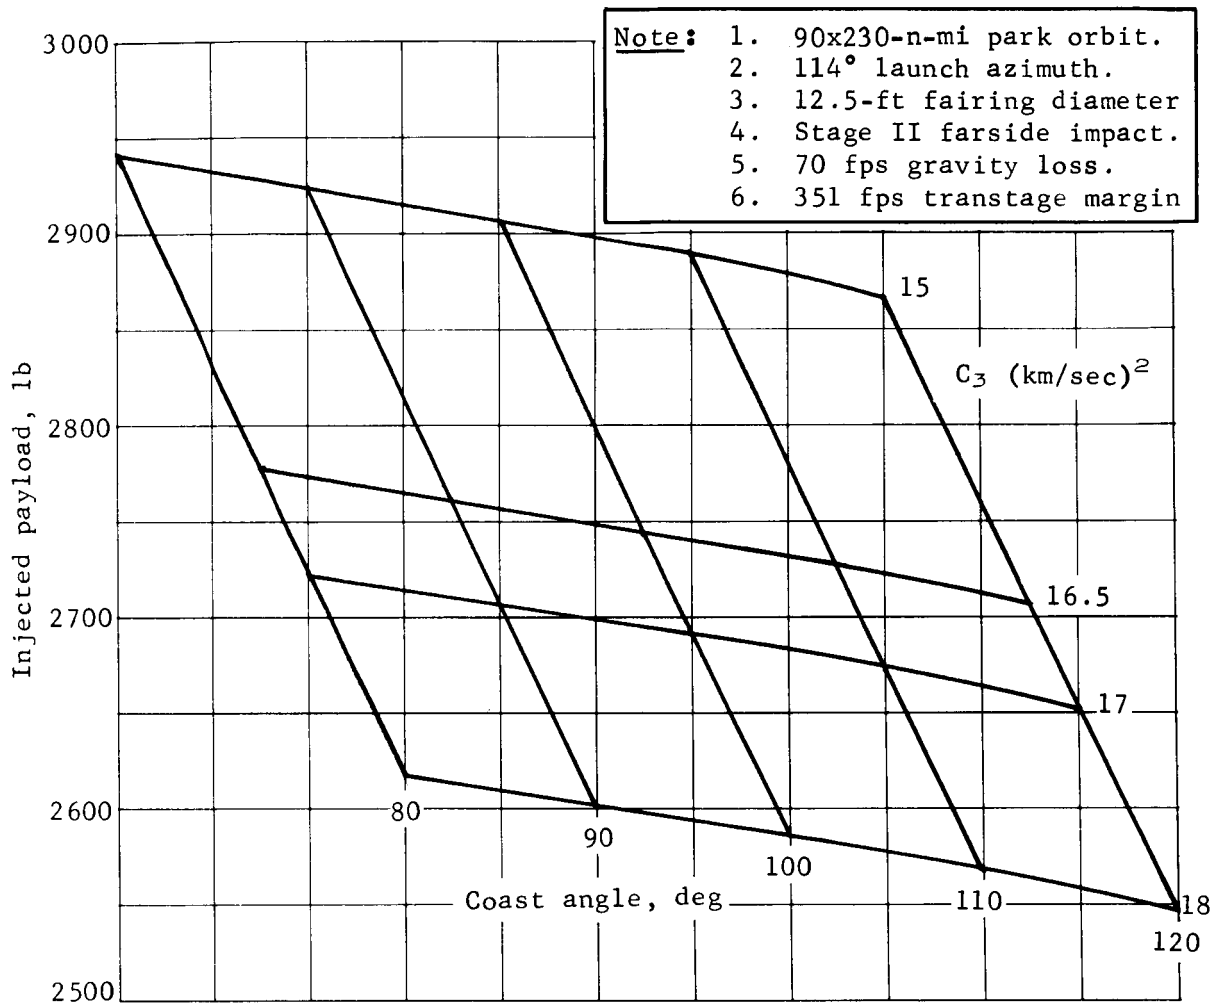 Note: 1. 90x230-n-mi park orbit.
2. 114° launch azimuth.
3. 12.5-ft fairing diameter
4. Stage II farside impact.
5. 70 fps gravity loss.
6. 351 fps transtage margin
3000
2900
2800
2700
2600
2500
Injected payload, lb
15
C₃ (km/sec)²
16.5
17
18
80
90
100
110
120
Coast angle, deg